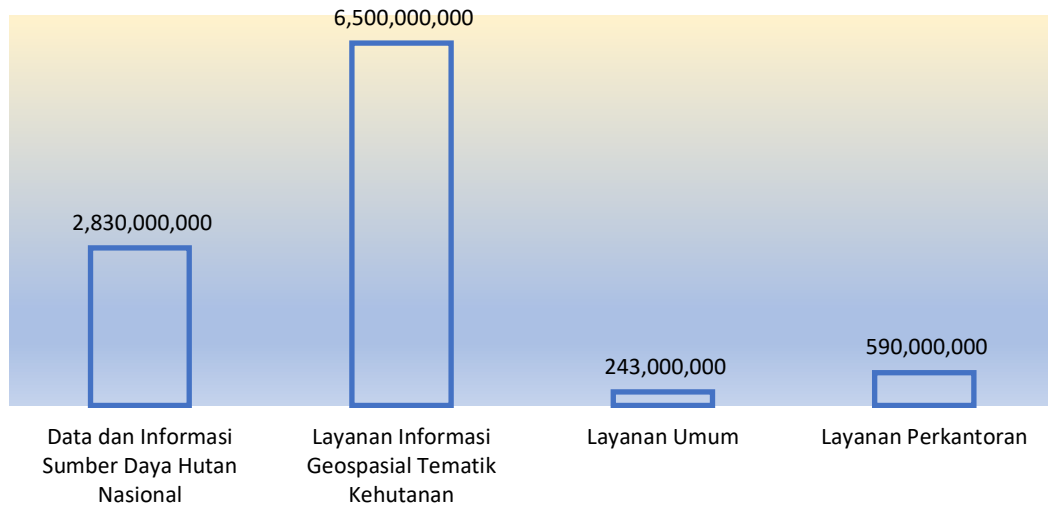 6,500,000,000
2,830,000,000
590,000,000
243,000,000
Data dan Informasi
Sumber Daya Hutan
Nasional
Layanan Informasi
Geospasial Tematik
Kehutanan
Layanan Umum
Layanan Perkantoran